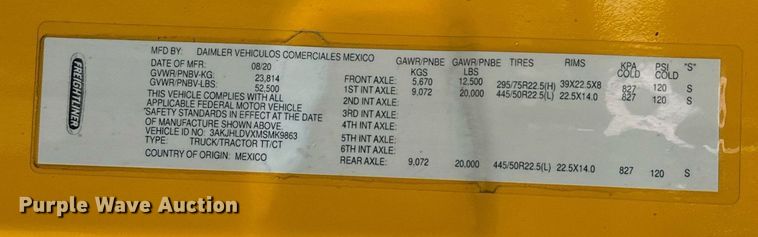 FREIGHTLINER
MFD BY: DAIMLER VEHICULOS COMERCIALES MEXICO
DATE OF MFR: 08/20
GVWR/PNBV-KG: 23,814
GVWR/PNBV-LBS: 52,500
THIS VEHICLE COMPLIES WITH ALL
APPLICABLE FEDERAL MOTOR VEHICLE
SAFETY STANDARDS IN EFFECT AT THE DATE
OF MANUFACTURE SHOWN ABOVE
VEHICLE ID NO: 3AKJHLDVXMSMK9863
TYPE: TRUCK/TRACTOR TT/CT
COUNTRY OF ORIGIN: MEXICO
GAWR/PNBE KGS GAWR/PNBE LBS TIRES RIMS KPA COLD PSI COLD "S"
FRONT AXLE: 5,670 12,500 295/75R22.5(H) 39X22.5X8 827 120 S
1ST INT AXLE: 9,072 20,000 445/50R22.5(L) 22.5X14.0 827 120 S
2ND INT AXLE:
3RD INT AXLE:
4TH INT AXLE:
5TH INT AXLE:
6TH INT AXLE:
REAR AXLE: 9,072 20,000 445/50R22.5(L) 22.5X14.0 827 120 S
Purple Wave Auction